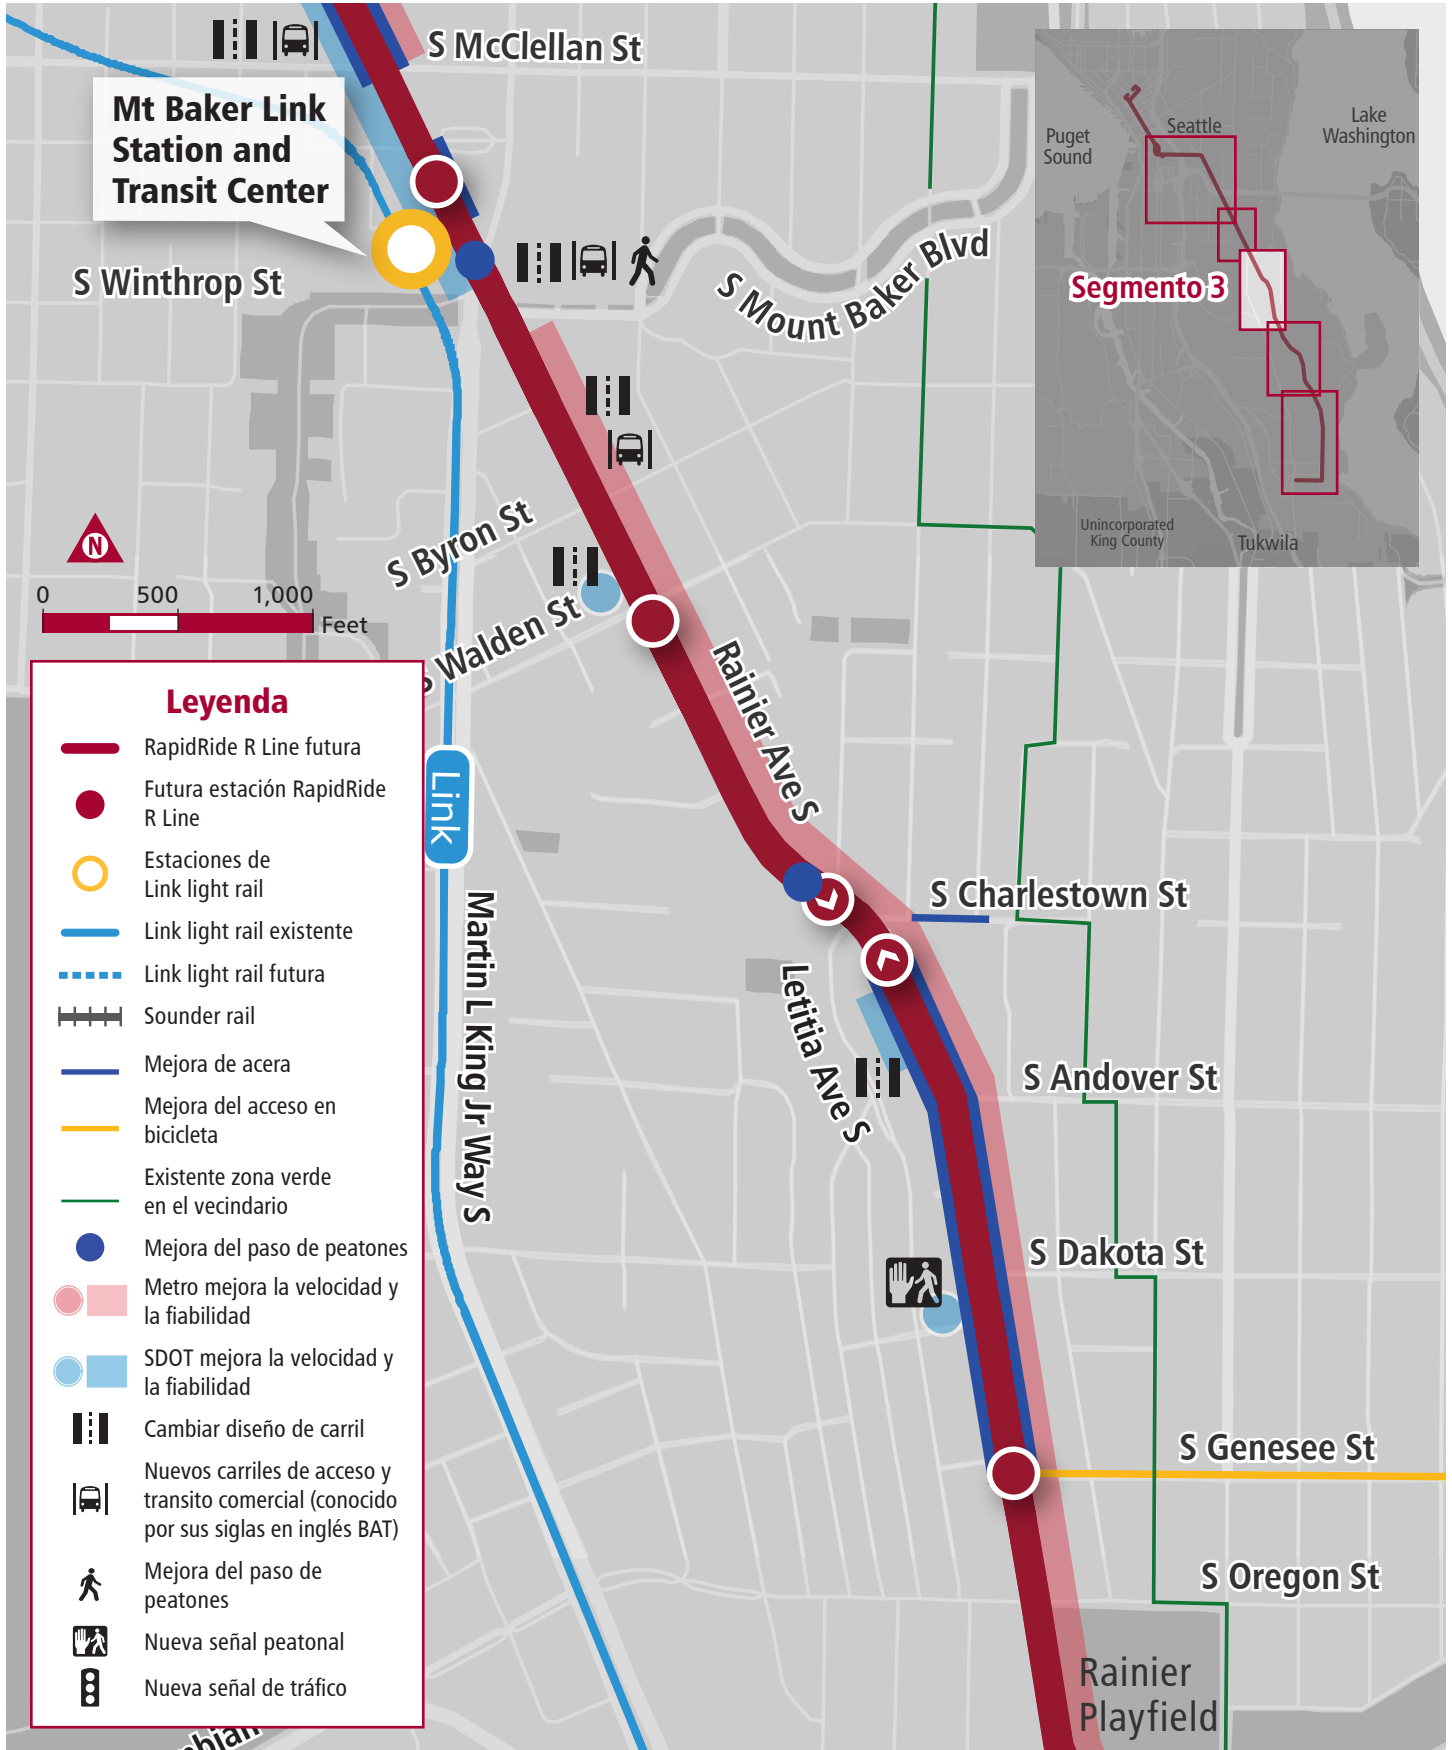 S McClellan St
Mt Baker Link
Station and
Transit Center
S Winthrop St
S Mount Baker Blvd
Puget
Sound
Seattle
Lake
Washington
Segmento 3
Unincorporated
King County
Tukwila
S Byron St
S Walden St
N
0 500 1,000
Feet
Rainier Ave S
Link
Martin L King Jr Way S
S Charlestown St
Letitia Ave S
S Andover St
S Dakota St
S Genesee St
S Oregon St
Rainier
Playfield
Leyenda
RapidRide R Line futura
Futura estación RapidRide
R Line
Estaciones de
Link light rail
Link light rail existente
Link light rail futura
Sounder rail
Mejora de acera
Mejora del acceso en
bicicleta
Existente zona verde
en el vecindario
Mejora del paso de peatones
Metro mejora la velocidad y
la fiabilidad
SDOT mejora la velocidad y
la fiabilidad
Cambiar diseño de carril
Nuevos carriles de acceso y
transito comercial (conocido
por sus siglas en inglés BAT)
Mejora del paso de
peatones
Nueva señal peatonal
Nueva señal de tráfico